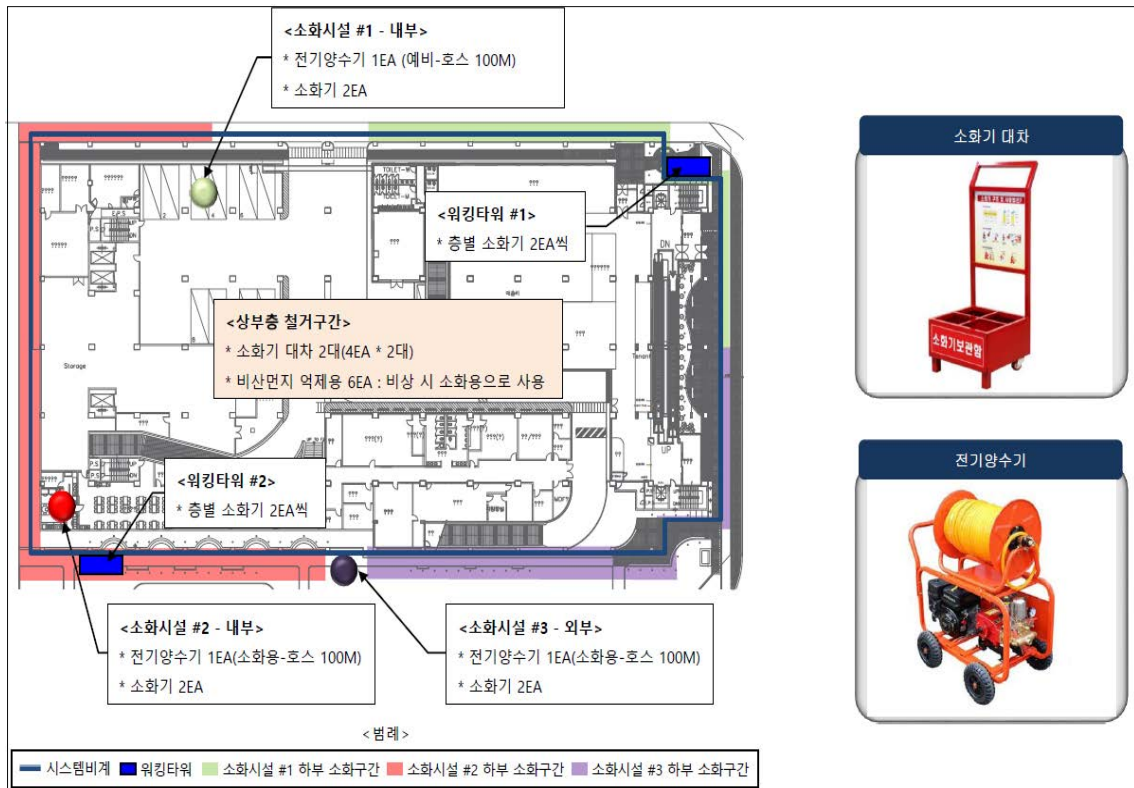 <소화시설 #1 - 내부>
* 전기양수기 1EA (예비-호스 100M)
* 소화기 2EA
<워킹타워 #1>
* 층별 소화기 2EA씩
<상부층 철거구간>
* 소화기 대차 2대(4EA * 2대)
* 비산먼지 억제용 6EA : 비상 시 소화용으로 사용
<워킹타워 #2>
* 층별 소화기 2EA씩
<소화시설 #2 - 내부>
* 전기양수기 1EA(소화용-호스 100M)
* 소화기 2EA
<소화시설 #3 - 외부>
* 전기양수기 1EA(소화용-호스 100M)
* 소화기 2EA
Storage
TOILET-W
DN
UP
E.P.S
UP
DN
P.S
P.S
UP
DN
2
4
6
8
???
?????
??????
???(Y)
??/???
<범례>
시스템비계 워킹타워 소화시설 #1 하부 소화구간 소화시설 #2 하부 소화구간 소화시설 #3 하부 소화구간
소화기 대차
소화기보관함
전기양수기